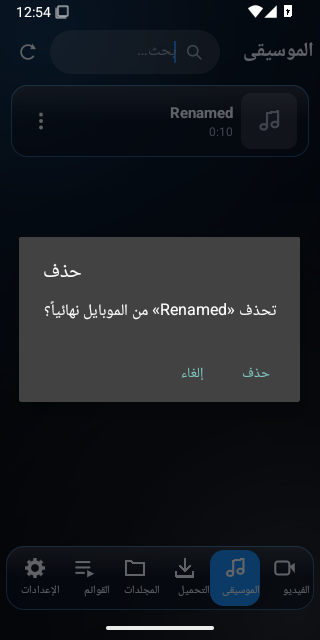 12:54
الموسيقى
بحث...
Renamed
0:10
حذف
تحذف «Renamed» من الموبايل نهائياً؟
حذف
إلغاء
الفيديو
الموسيقى
التحميل
المجلدات
القوائم
الإعدادات